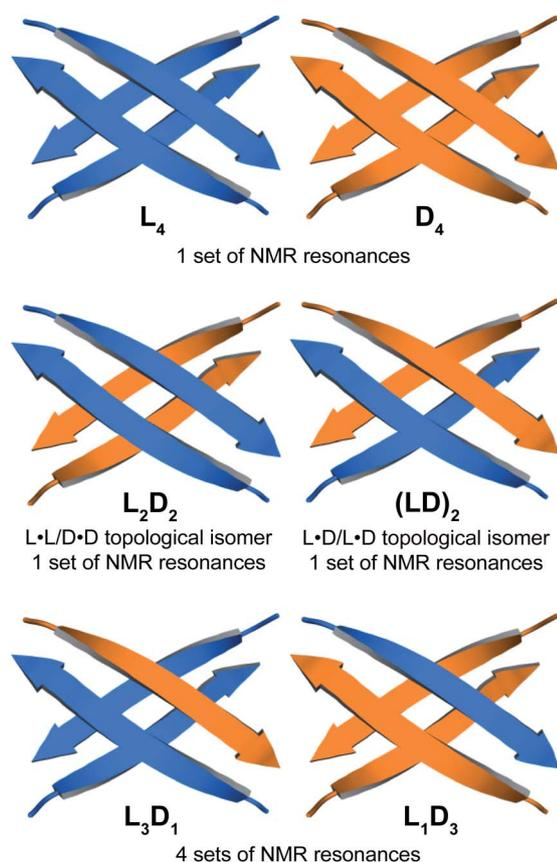 L₄ D₄
1 set of NMR resonances
L₂D₂ (LD)₂
L•L/D•D topological isomer L•D/L•D topological isomer
1 set of NMR resonances 1 set of NMR resonances
L₃D₁ L₁D₃
4 sets of NMR resonances